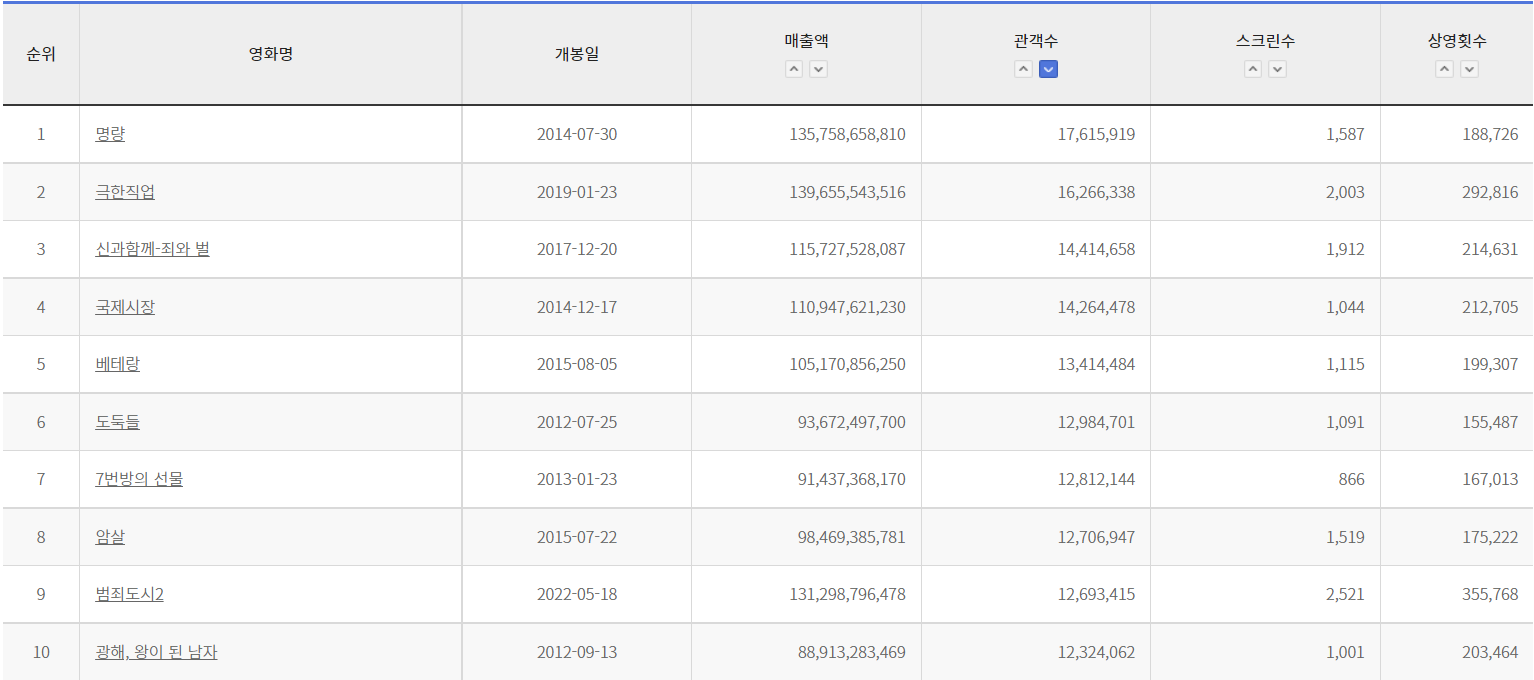 순위 영화명 개봉일 매출액 관객수 스크린수 상영횟수
1 명량 2014-07-30 135,758,658,810 17,615,919 1,587 188,726
2 극한직업 2019-01-23 139,655,543,516 16,266,338 2,003 292,816
3 신과함께-죄와 벌 2017-12-20 115,727,528,087 14,414,658 1,912 214,631
4 국제시장 2014-12-17 110,947,621,230 14,264,478 1,044 212,705
5 베테랑 2015-08-05 105,170,856,250 13,414,484 1,115 199,307
6 도둑들 2012-07-25 93,672,497,700 12,984,701 1,091 155,487
7 7번방의 선물 2013-01-23 91,437,368,170 12,812,144 866 167,013
8 암살 2015-07-22 98,469,385,781 12,706,947 1,519 175,222
9 범죄도시2 2022-05-18 131,298,796,478 12,693,415 2,521 355,768
10 광해, 왕이 된 남자 2012-09-13 88,913,283,469 12,324,062 1,001 203,464